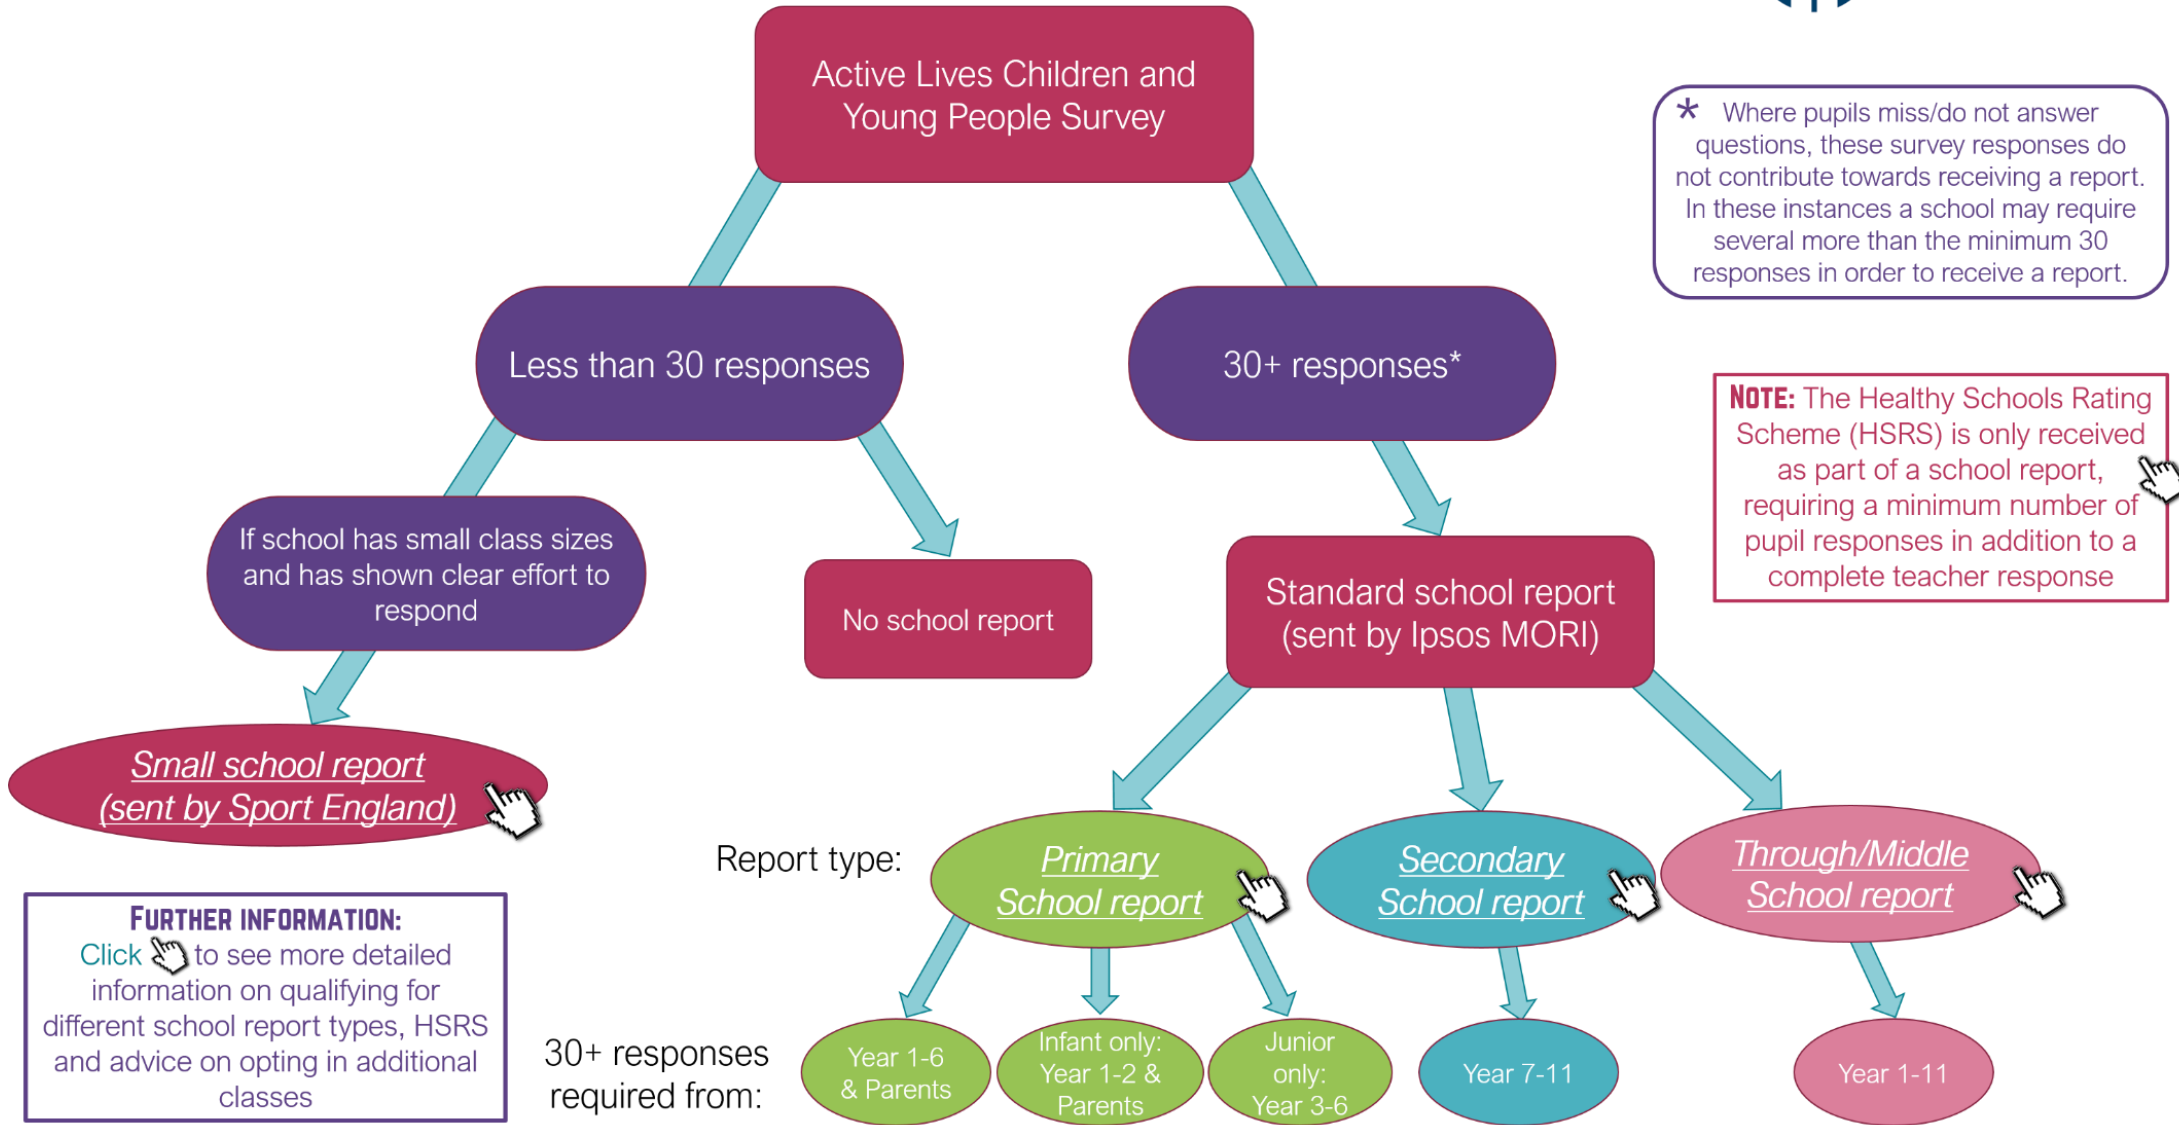 Active Lives Children and
Young People Survey
* Where pupils miss/do not answer
questions, these survey responses do
not contribute towards receiving a report.
In these instances a school may require
several more than the minimum 30
responses in order to receive a report.
Less than 30 responses
30+ responses*
NOTE: The Healthy Schools Rating
Scheme (HSRS) is only received
as part of a school report,
requiring a minimum number of
pupil responses in addition to a
complete teacher response
If school has small class sizes
and has shown clear effort to
respond
No school report
Standard school report
(sent by Ipsos MORI)
Small school report
(sent by Sport England)
Report type:
Primary
School report
Secondary
School report
Through/Middle
School report
FURTHER INFORMATION:
Click to see more detailed
information on qualifying for
different school report types, HSRS
and advice on opting in additional
classes
30+ responses
required from:
Year 1-6
& Parents
Infant only:
Year 1-2 &
Parents
Junior
only:
Year 3-6
Year 7-11
Year 1-11